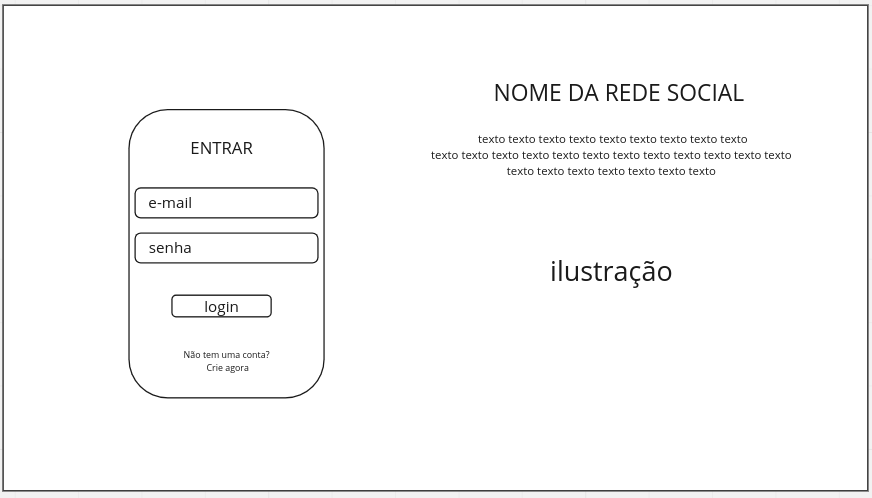 ENTRAR
e-mail
senha
login
Não tem uma conta?
Crie agora
NOME DA REDE SOCIAL
texto texto texto texto texto texto texto texto texto
texto texto texto texto texto texto texto texto texto texto texto texto
texto texto texto texto texto texto texto
ilustração